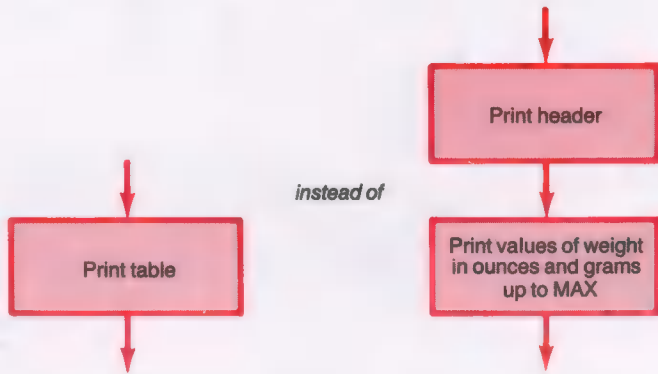 Print table
instead of
Print header
Print values of weight
in ounces and grams
up to MAX